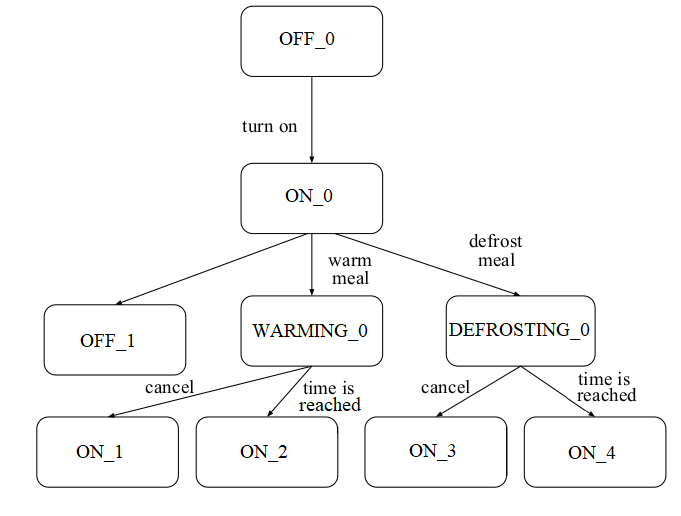 OFF_0
turn on
ON_0
defrost
meal
warm
meal
OFF_1
WARMING_0
DEFROSTING_0
cancel
time is
reached
cancel
time is
reached
ON_1
ON_2
ON_3
ON_4